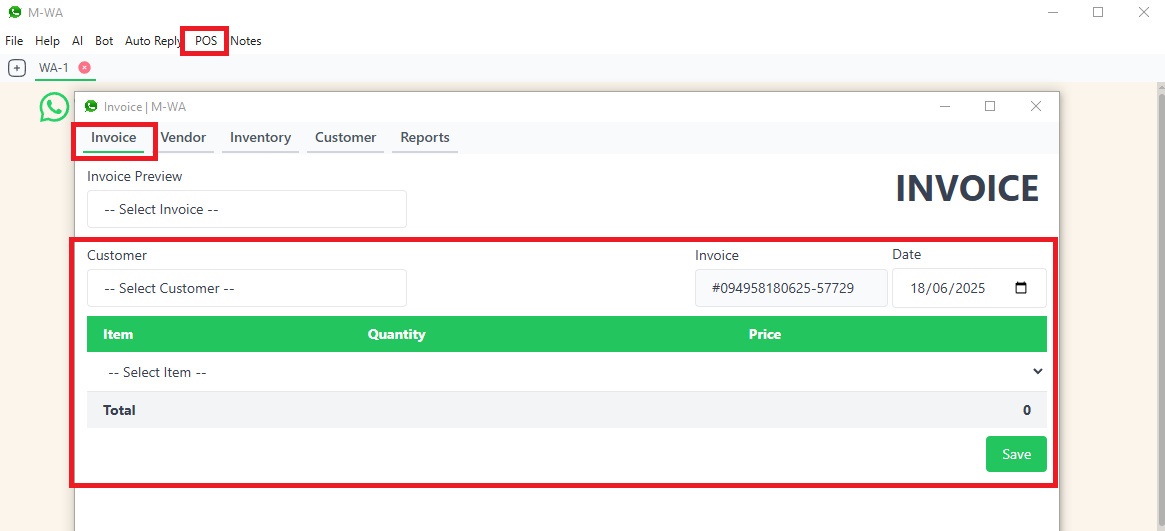 M-WA
File Help AI Bot Auto Reply POS Notes
WA-1
Invoice | M-WA
Invoice Vendor Inventory Customer Reports
Invoice Preview
INVOICE
-- Select Invoice --
Customer Invoice Date
-- Select Customer -- #094958180625-57729 18/06/2025
Item Quantity Price
-- Select Item --
Total 0
Save